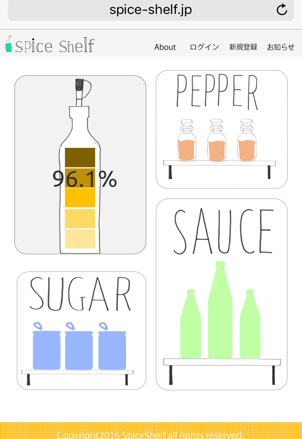 spice-shelf.jp
SPiCe Shelf
About ログイン 新規登録 お知らせ
PEPPER
96.1%
SAUCE
SUGAR
Copyright2016 SpiceShelf all rights reserved.